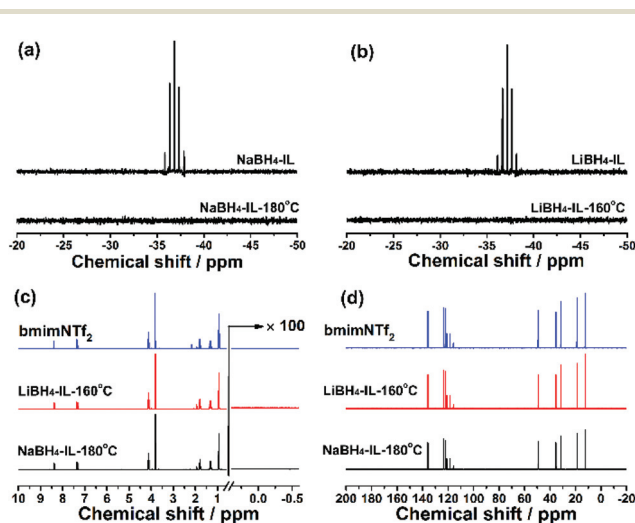 (a)
NaBH₄-IL
NaBH₄-IL-180°C
-20 -25 -30 -35 -40 -45 -50
Chemical shift / ppm
(b)
LiBH₄-IL
LiBH₄-IL-160°C
-20 -25 -30 -35 -40 -45 -50
Chemical shift / ppm
(c)
× 100
bmimNTf₂
LiBH₄-IL-160°C
NaBH₄-IL-180°C
10 9 8 7 6 5 4 3 2 1 0.0 -0.5
Chemical shift / ppm
(d)
bmimNTf₂
LiBH₄-IL-160°C
NaBH₄-IL-180°C
200 180 160 140 120 100 80 60 40 20 0 -20
Chemical shift / ppm